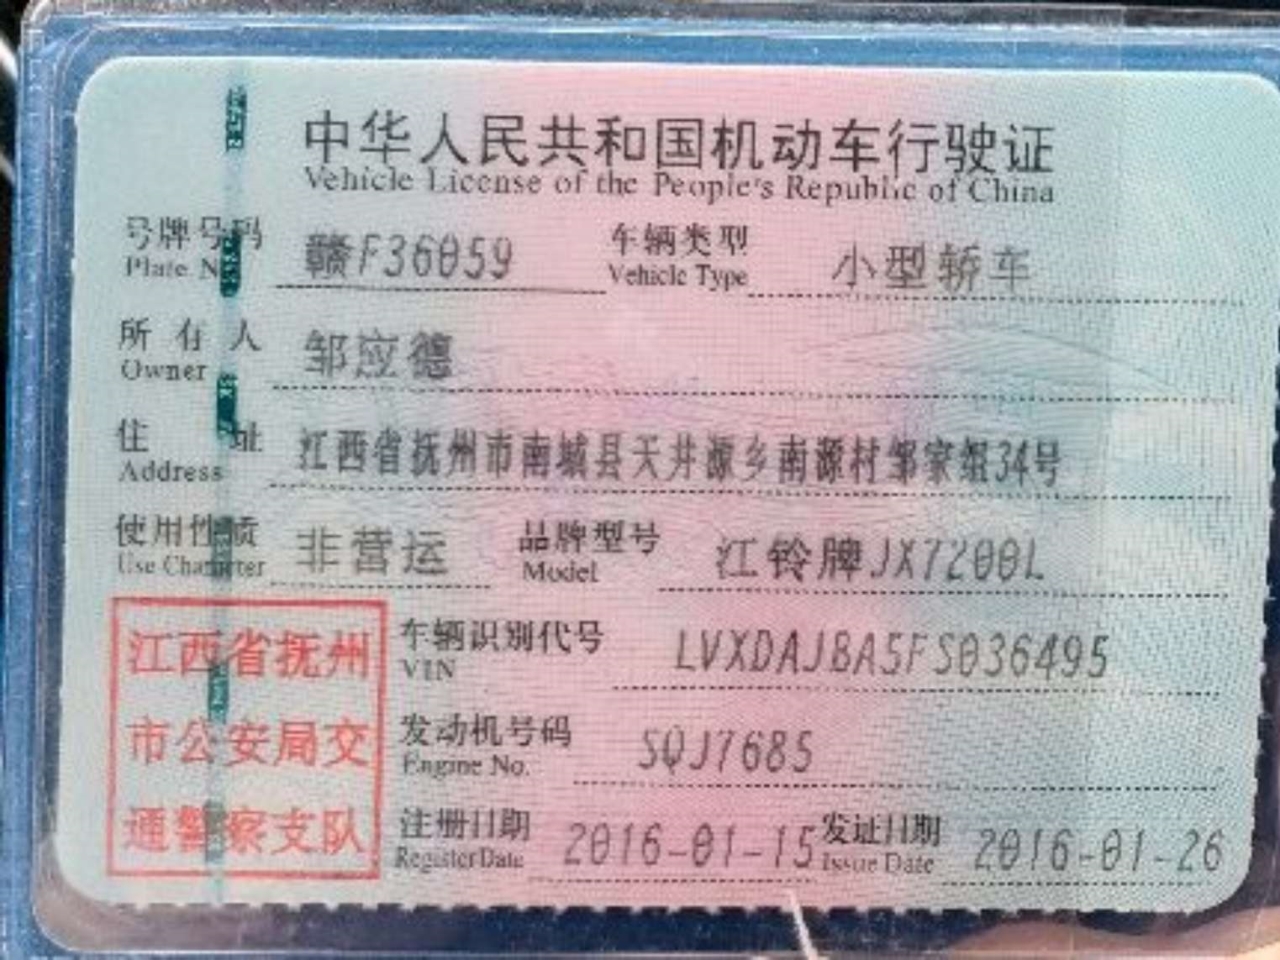 中华人民共和国机动车行驶证
Vehicle License of the People's Republic of China
号牌号码 赣F36059 车辆类型 小型轿车
Plate N Vehicle Type
所有人 邹应德
Owner
住址 江西省抚州市南城县天井源乡南源村邹家组34号
Address
使用性质 非营运 品牌型号 江铃牌JX7200L
Use Character Model
江西省抚州
市公安局交
通警察支队
车辆识别代号 LVXDAJBA5FS036495
VIN
发动机号码 SQJ7685
Engine No.
注册日期 2016-01-15 发证日期 2016-01-26
Register Date Issue Date